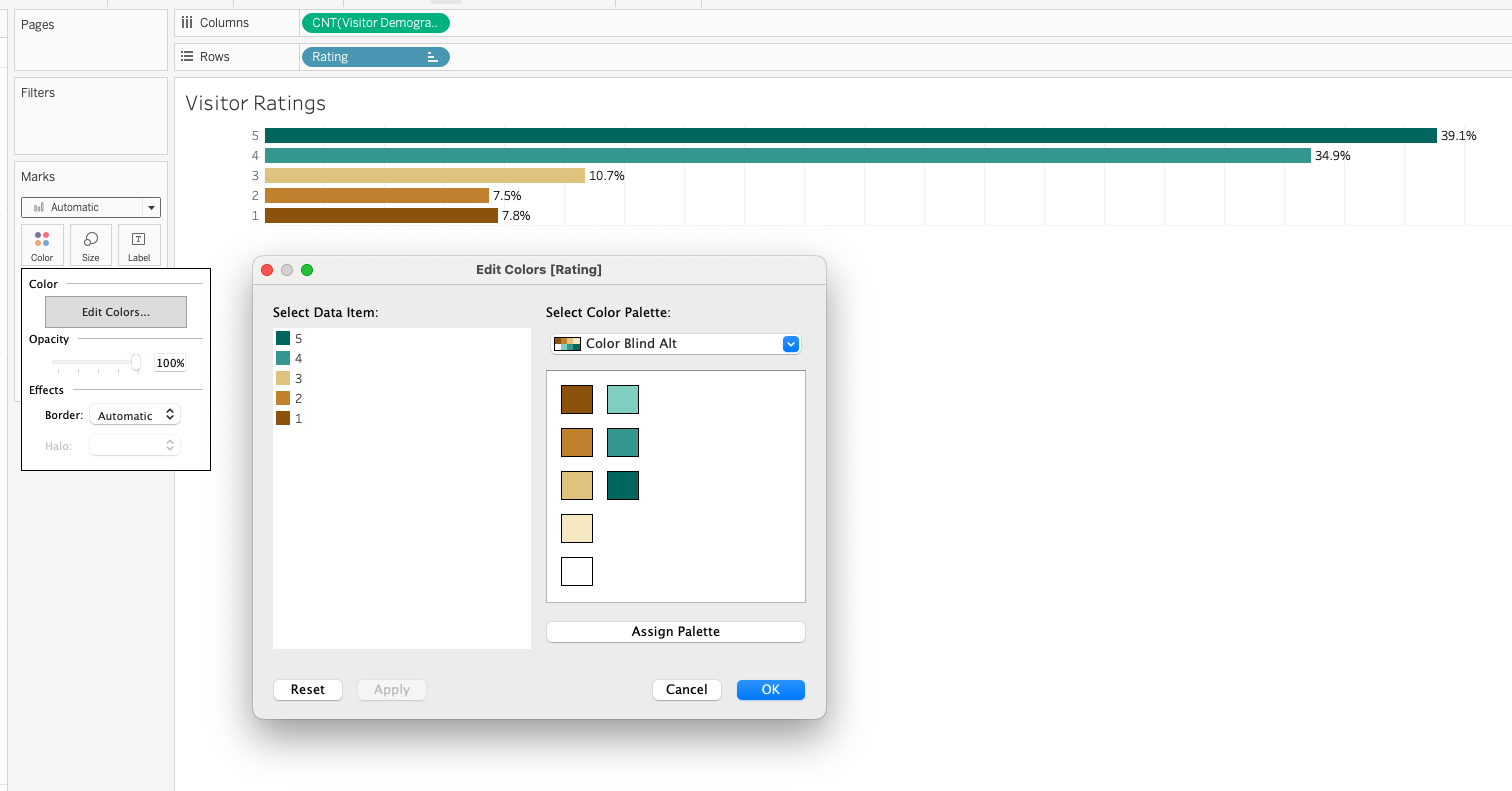 Pages
Columns
CNT(Visitor Demogra..
Rows
Rating
Filters
Visitor Ratings
5
39.1%
4
34.9%
3
10.7%
2
7.5%
1
7.8%
Marks
Automatic
Color
Size
T
Label
Color
Edit Colors...
Opacity
100%
Effects
Border:
Automatic
Halo:
Edit Colors [Rating]
Select Data Item:
5
4
3
2
1
Select Color Palette:
Color Blind Alt
Assign Palette
Reset
Apply
Cancel
OK